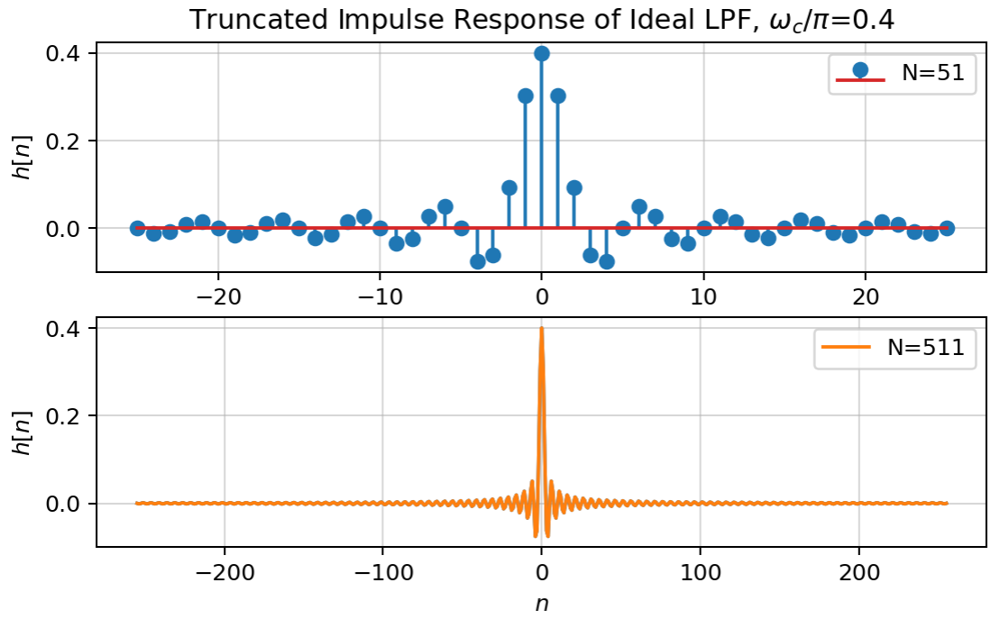 Truncated Impulse Response of Ideal LPF, ω_c/π=0.4
0.4
N=51
0.2
h[n]
0.0
−20
−10
0
10
20
0.4
N=511
0.2
h[n]
0.0
−200
−100
0
100
200
n